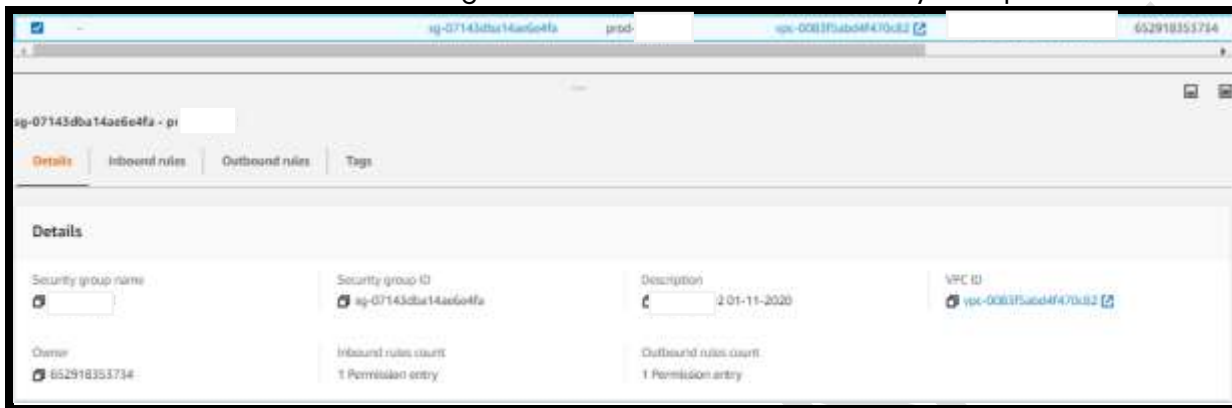 sg-07143dba14ae6e4fa prod- vpc-0083f5abd4f470c82 652918353734
sg-07143dba14ae6e4fa - pr
Details Inbound rules Outbound rules Tags
Details
Security group name Security group ID Description VPC ID
sg-07143dba14ae6e4fa 2 01-11-2020 vpc-0083f5abd4f470c82
Owner Inbound rules count Outbound rules count
652918353734 1 Permission entry 1 Permission entry